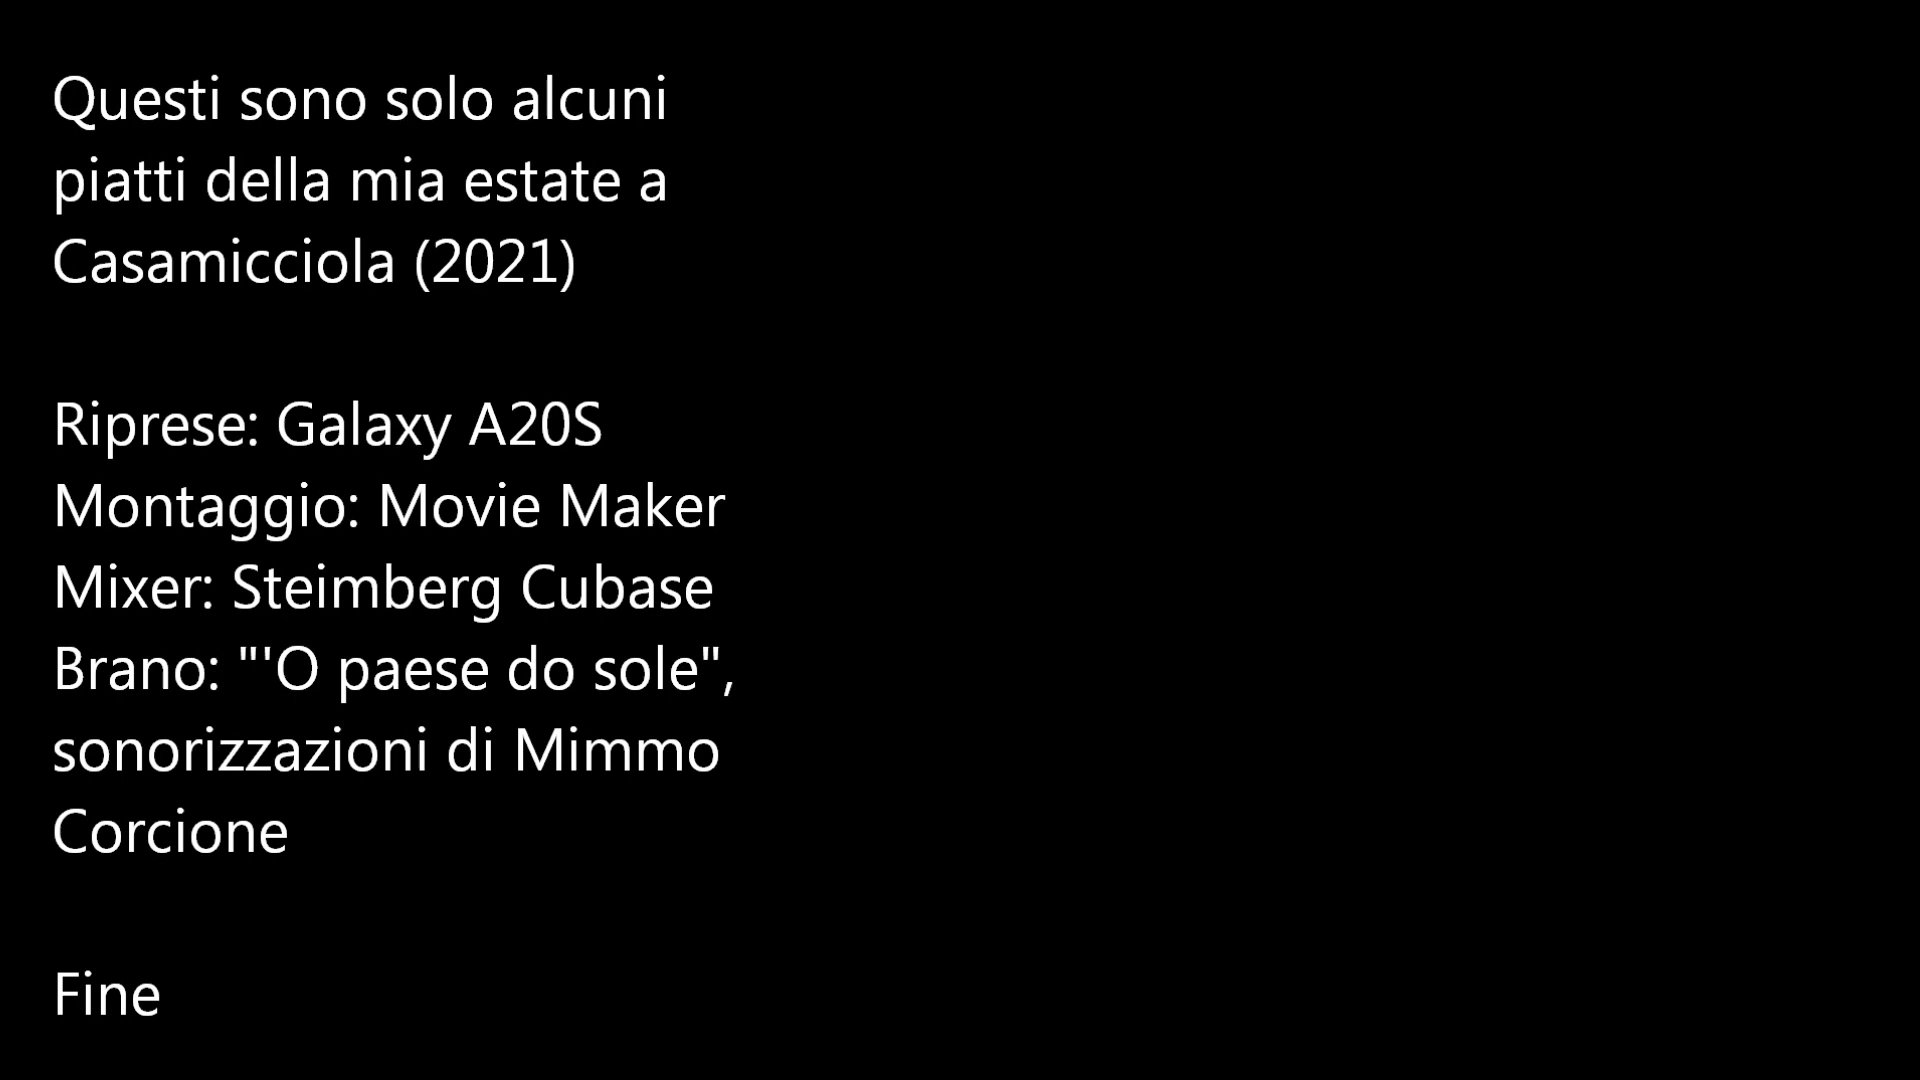 Questi sono solo alcuni
piatti della mia estate a
Casamicciola (2021)
Riprese: Galaxy A20S
Montaggio: Movie Maker
Mixer: Steimberg Cubase
Brano: "'O paese do sole",
sonorizzazioni di Mimmo
Corcione
Fine